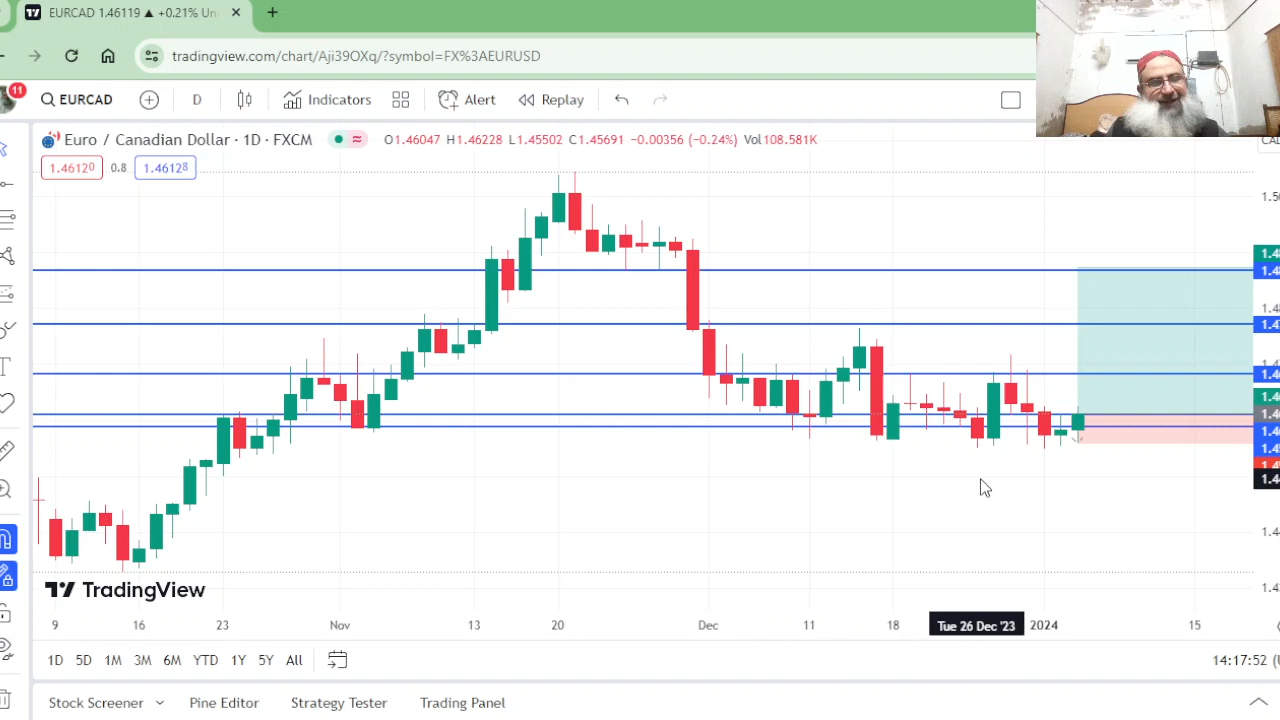 EURCAD 1.46119 ▲ +0.21% Un
tradingview.com/chart/Aji39OXq/?symbol=FX%3AEURUSD
11
EURCAD
D
Indicators
Alert
Replay
Euro / Canadian Dollar · 1D · FXCM
O1.46047 H1.46228 L1.45502 C1.45691 −0.00356 (−0.24%) Vol108.581K
1.46120
0.8
1.46128
TradingView
9
16
23
Nov
13
20
Dec
11
18
Tue 26 Dec '23
2024
15
1D
5D
1M
3M
6M
YTD
1Y
5Y
All
14:17:52
Stock Screener
Pine Editor
Strategy Tester
Trading Panel